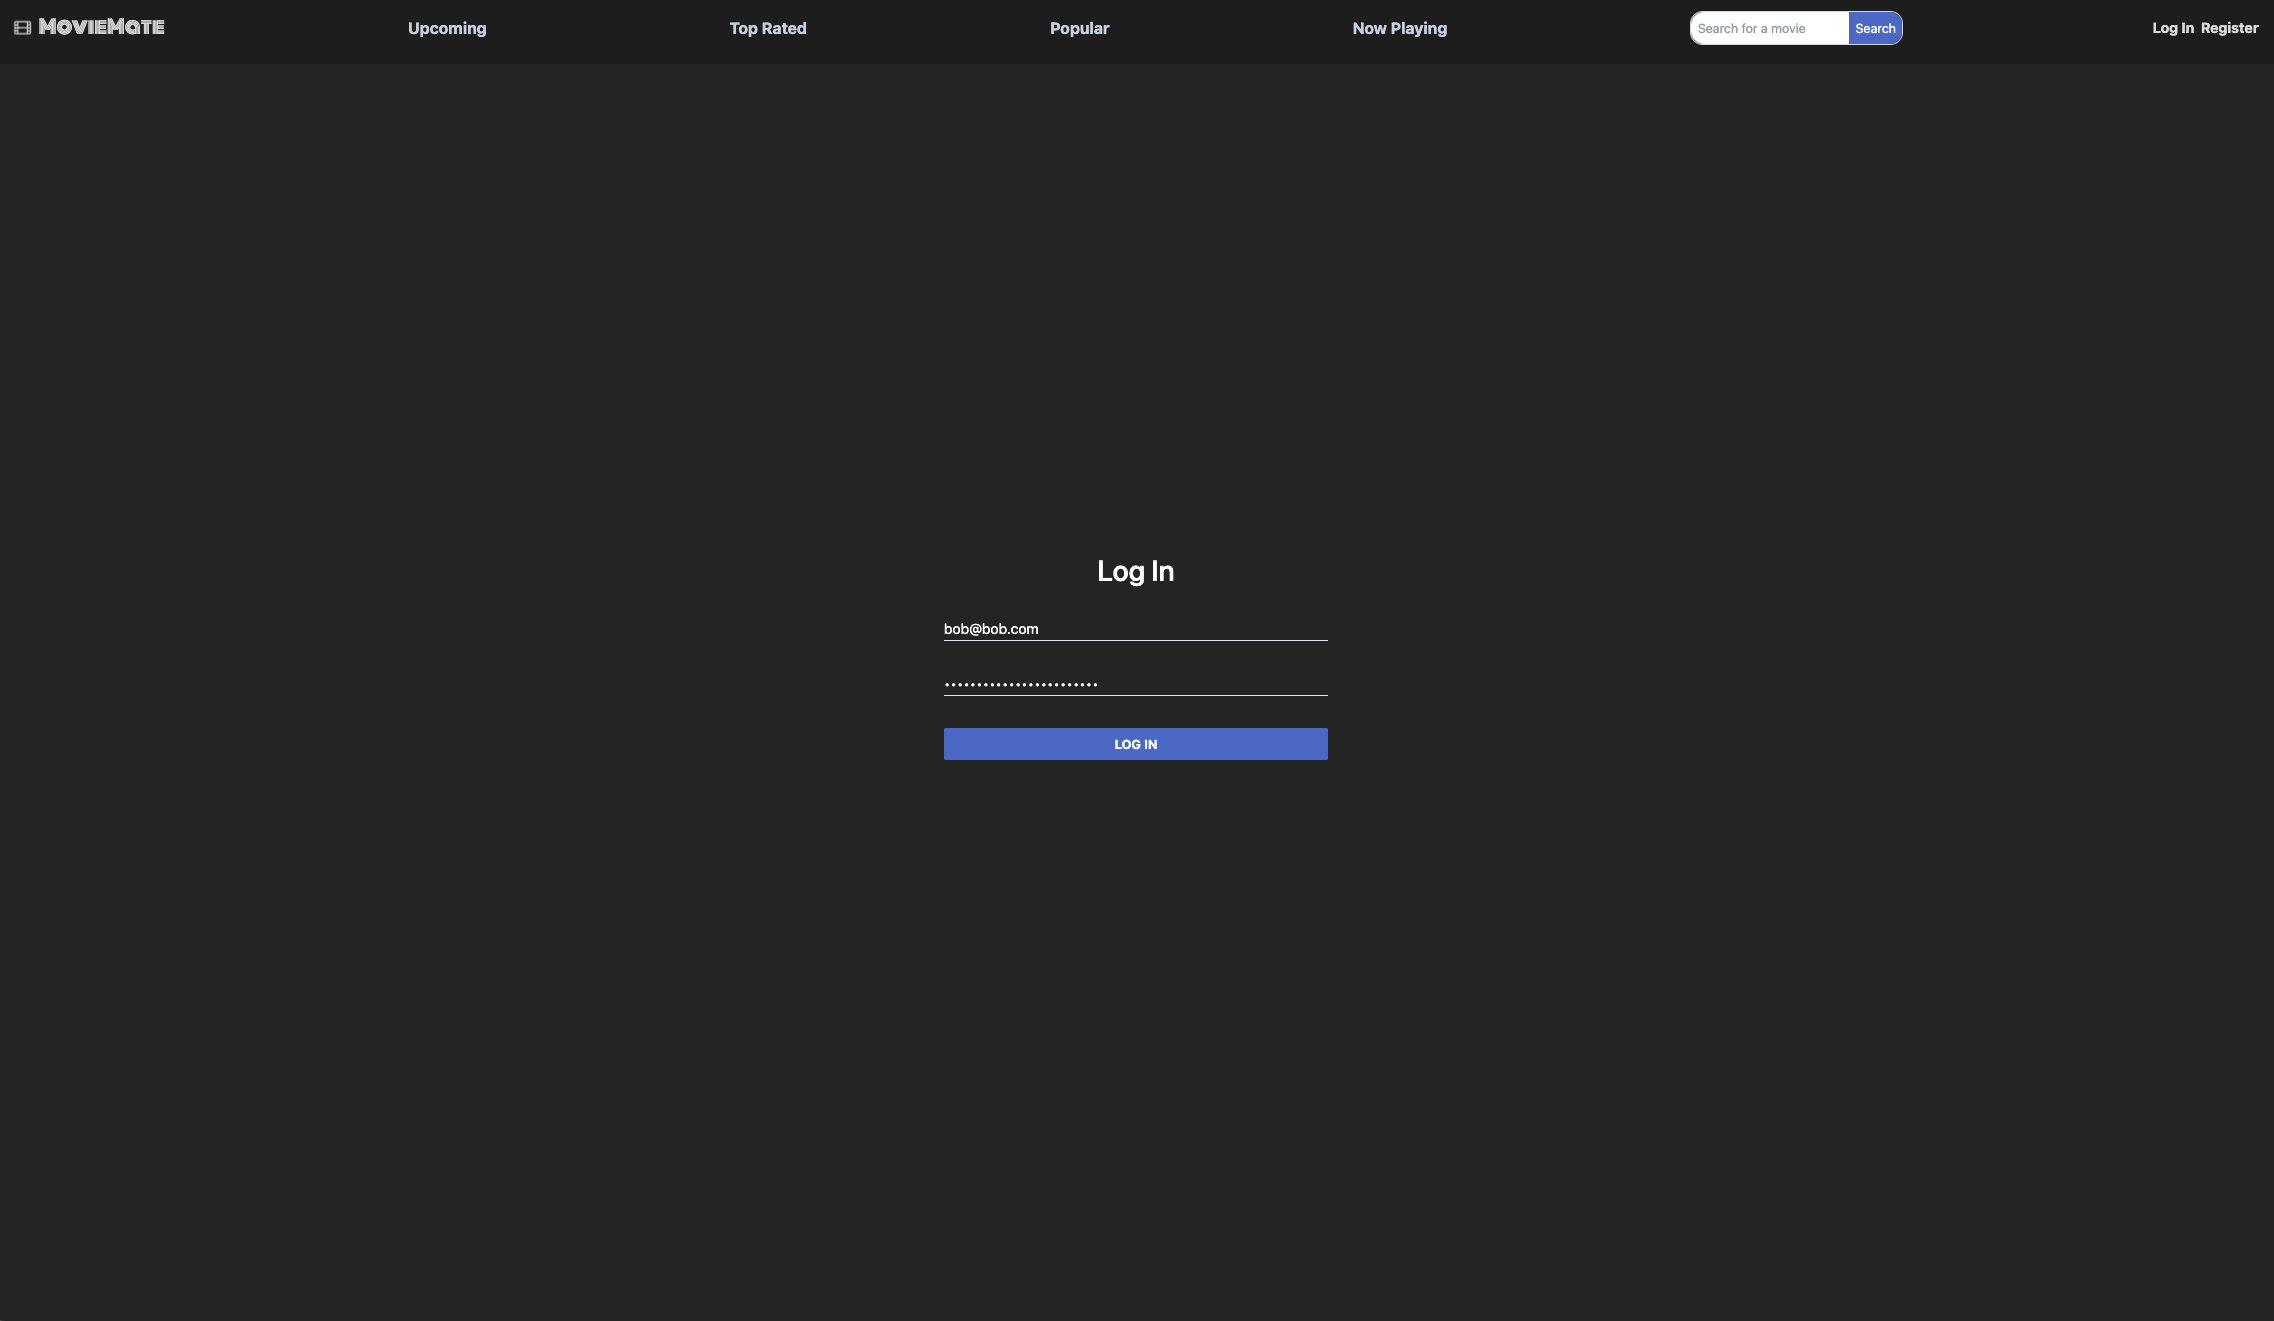 MovieMate Upcoming Top Rated Popular Now Playing Search for a movie Search Log In Register
Log In
bob@bob.com
••••••••••••••••••••••••
LOG IN